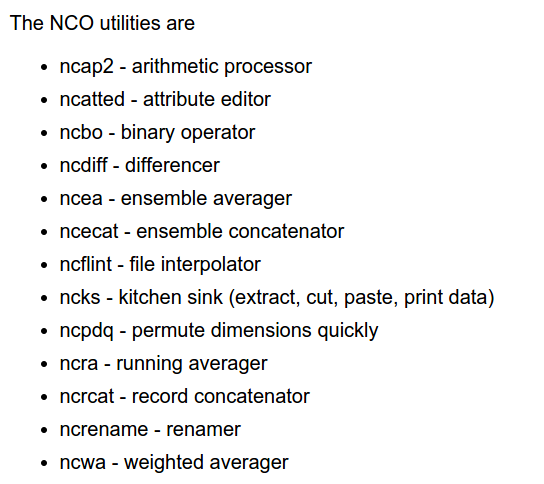 The NCO utilities are
• ncap2 - arithmetic processor
• ncatted - attribute editor
• ncbo - binary operator
• ncdiff - differencer
• ncea - ensemble averager
• ncecat - ensemble concatenator
• ncflint - file interpolator
• ncks - kitchen sink (extract, cut, paste, print data)
• ncpdq - permute dimensions quickly
• ncra - running averager
• ncrcat - record concatenator
• ncrename - renamer
• ncwa - weighted averager